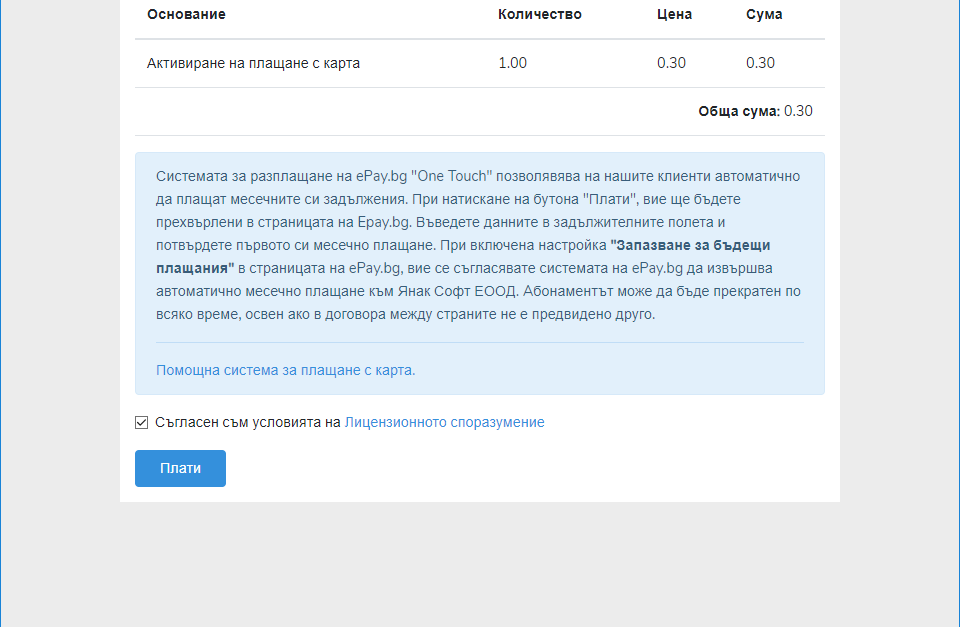 Основание Количество Цена Сума
Активиране на плащане с карта 1.00 0.30 0.30
Обща сума: 0.30
Системата за разплащане на ePay.bg "One Touch" позволявява на нашите клиенти автоматично
да плащат месечните си задължения. При натискане на бутона "Плати", вие ще бъдете
прехвърлени в страницата на Epay.bg. Въведете данните в задължителните полета и
потвърдете първото си месечно плащане. При включена настройка "Запазване за бъдещи
плащания" в страницата на ePay.bg, вие се съгласявате системата на ePay.bg да извършва
автоматично месечно плащане към Янак Софт ЕООД. Абонаментът може да бъде прекратен по
всяко време, освен ако в договора между страните не е предвидено друго.
Помощна система за плащане с карта.
Съгласен съм условията на Лицензионното споразумение
Плати